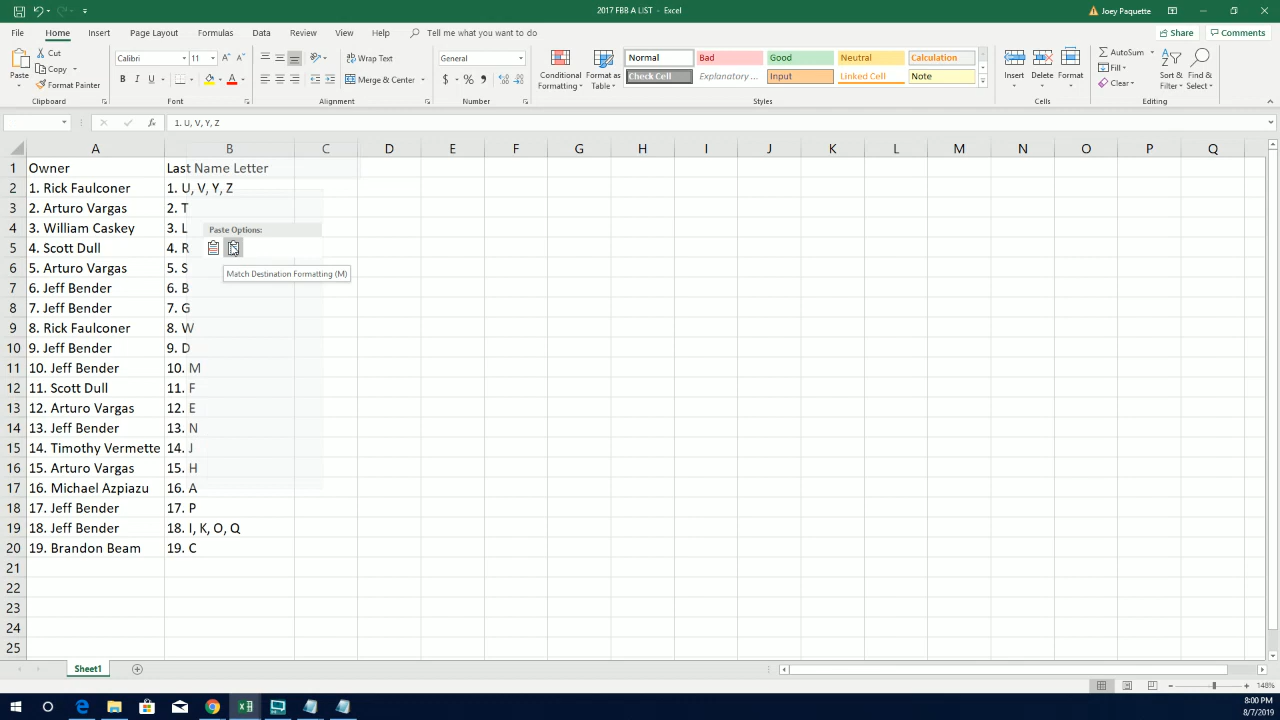 2017 FBB A LIST - Excel
Joey Paquette
File Home Insert Page Layout Formulas Data Review View Help Tell me what you want to do Share Comments
Paste Cut Copy Format Painter
Calibri 11 B I U A A A
Wrap Text Merge & Center
General $ % ,
Conditional Formatting Format as Table
Normal Bad Good Neutral Calculation
Check Cell Explanatory ... Input Linked Cell Note
Insert Delete Format
AutoSum Fill Clear Sort & Filter Find & Select
Clipboard Font Alignment Number Styles Cells Editing
fx 1. U, V, Y, Z
A B C D E F G H I J K L M N O P Q
1 Owner Last Name Letter
2 1. Rick Faulconer 1. U, V, Y, Z
3 2. Arturo Vargas 2. T
4 3. William Caskey 3. L
Paste Options:
5 4. Scott Dull 4. R
6 5. Arturo Vargas 5. S
Match Destination Formatting (M)
7 6. Jeff Bender 6. B
8 7. Jeff Bender 7. G
9 8. Rick Faulconer 8. W
10 9. Jeff Bender 9. D
11 10. Jeff Bender 10. M
12 11. Scott Dull 11. F
13 12. Arturo Vargas 12. E
14 13. Jeff Bender 13. N
15 14. Timothy Vermette 14. J
16 15. Arturo Vargas 15. H
17 16. Michael Azpiazu 16. A
18 17. Jeff Bender 17. P
19 18. Jeff Bender 18. I, K, O, Q
20 19. Brandon Beam 19. C
21
22
23
24
25
Sheet1
148%
8:00 PM
8/7/2019